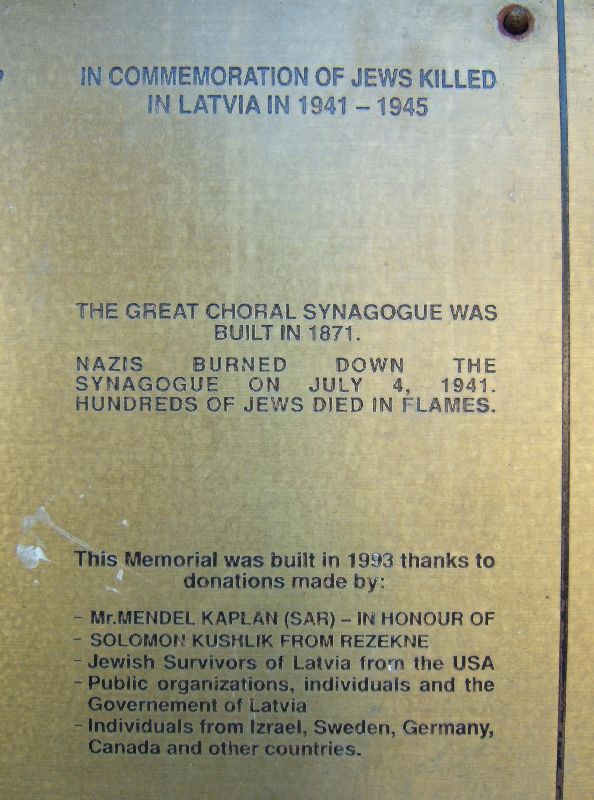 IN COMMEMORATION OF JEWS KILLED
IN LATVIA IN 1941 – 1945
THE GREAT CHORAL SYNAGOGUE WAS
BUILT IN 1871.
NAZIS BURNED DOWN THE
SYNAGOGUE ON JULY 4, 1941.
HUNDREDS OF JEWS DIED IN FLAMES.
This Memorial was built in 1993 thanks to
donations made by:
- Mr.MENDEL KAPLAN (SAR) – IN HONOUR OF
- SOLOMON KUSHLIK FROM REZEKNE
- Jewish Survivors of Latvia from the USA
- Public organizations, individuals and the
Governement of Latvia
- Individuals from Izrael, Sweden, Germany,
Canada and other countries.